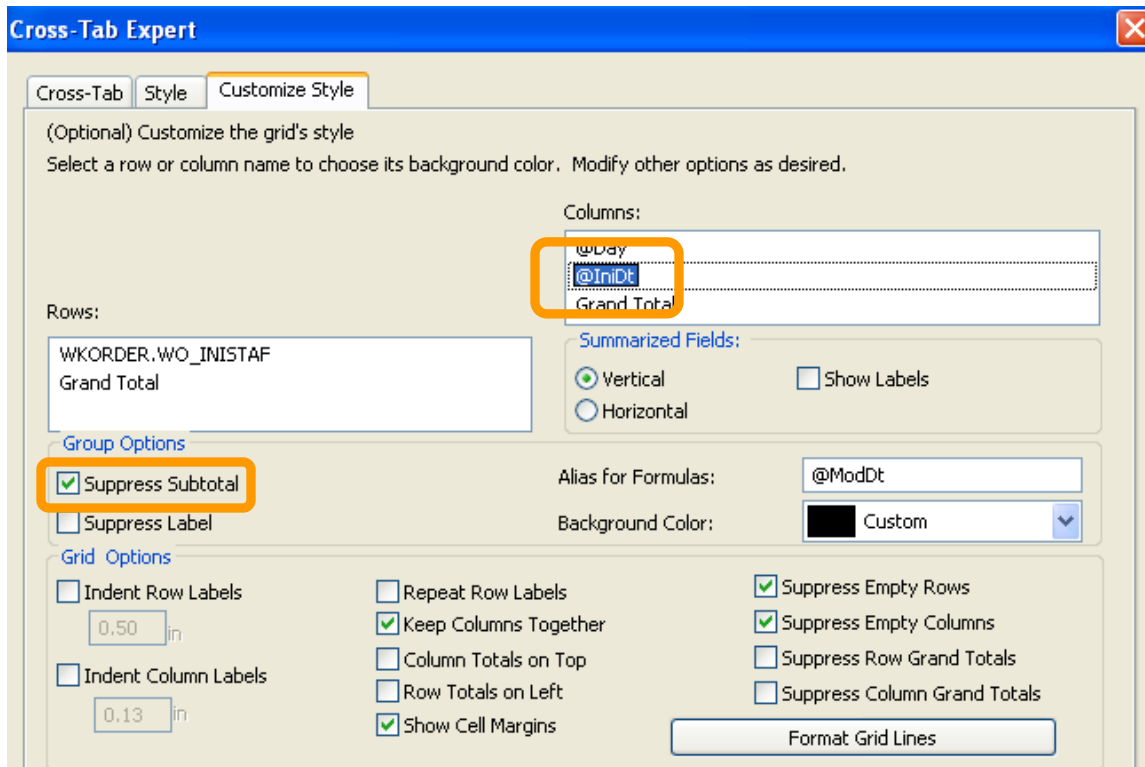 Cross-Tab Expert
Cross-Tab Style Customize Style
(Optional) Customize the grid's style
Select a row or column name to choose its background color. Modify other options as desired.
Columns:
@Day
@IniDt
Grand Total
Rows:
WKORDER.WO_INISTAF
Grand Total
Summarized Fields:
Vertical Show Labels
Horizontal
Group Options
Suppress Subtotal Alias for Formulas: @ModDt
Suppress Label Background Color: Custom
Grid Options
Indent Row Labels
0.50 in
Indent Column Labels
0.13 in
Repeat Row Labels
Keep Columns Together
Column Totals on Top
Row Totals on Left
Show Cell Margins
Suppress Empty Rows
Suppress Empty Columns
Suppress Row Grand Totals
Suppress Column Grand Totals
Format Grid Lines